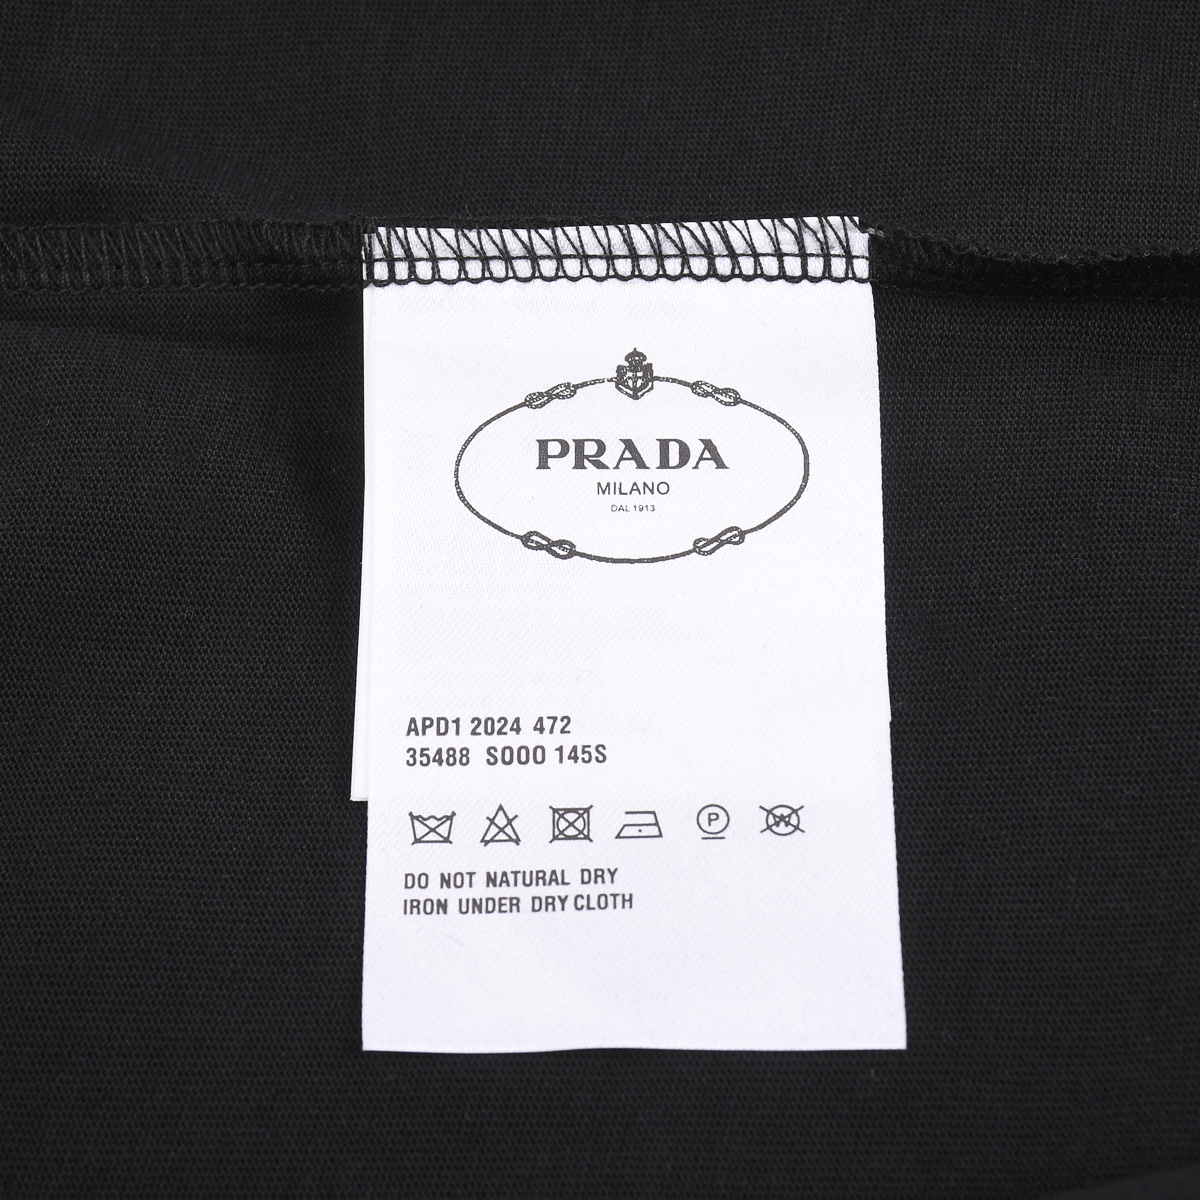 PRADA
MILANO
DAL 1913
APD1 2024 472
35488 S000 145S
P
W
DO NOT NATURAL DRY
IRON UNDER DRY CLOTH